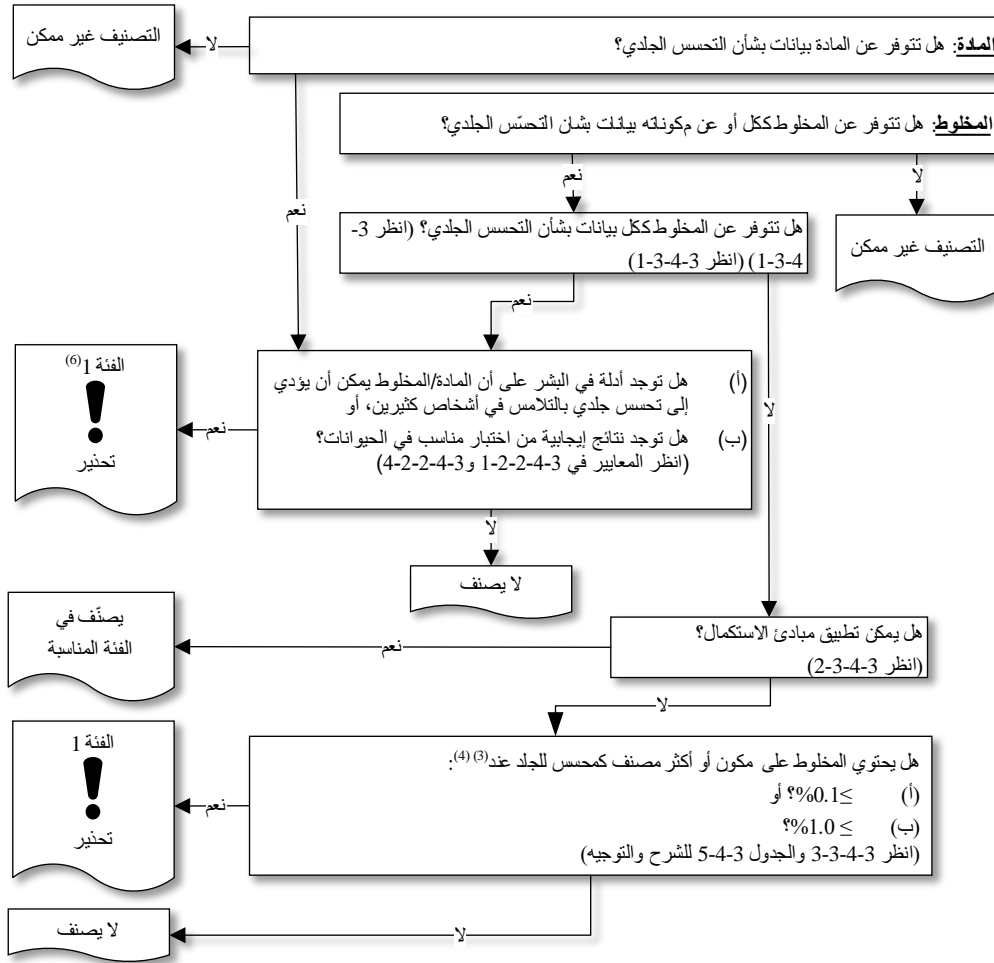 المادة: هل تتوفر عن المادة بيانات بشأن التحسس الجلدي؟
لا
التصنيف غير ممكن
المخلوط: هل تتوفر عن المخلوط ككل أو عن مكوناته بيانات بشان التحسّس الجلدي؟
نعم
لا
نعم
التصنيف غير ممكن
هل تتوفر عن المخلوط ككل بيانات بشأن التحسس الجلدي؟ (انظر 3-
4-3-1) (انظر 3-4-3-1)
نعم
لا
(أ) هل توجد أدلة في البشر على أن المادة/المخلوط يمكن أن يؤدي
إلى تحسس جلدي بالتلامس في أشخاص كثيرين، أو
(ب) هل توجد نتائج إيجابية من اختبار مناسب في الحيوانات؟
(انظر المعايير في 3-4-2-2-1 و3-4-2-2-4)
نعم
الفئة 1(6)
تحذير
لا
لا يصنف
هل يمكن تطبيق مبادئ الاستكمال؟
(انظر 3-4-3-2)
نعم
يصنّف في
الفئة المناسبة
لا
هل يحتوي المخلوط على مكون أو أكثر مصنف كمحسس للجلد عند(3) (4):
(أ) ≥0.1%؟ أو
(ب) ≥ 1.0%؟
(انظر 3-4-3-3 والجدول 3-4-5 للشرح والتوجيه)
نعم
الفئة 1
تحذير
لا
لا يصنف